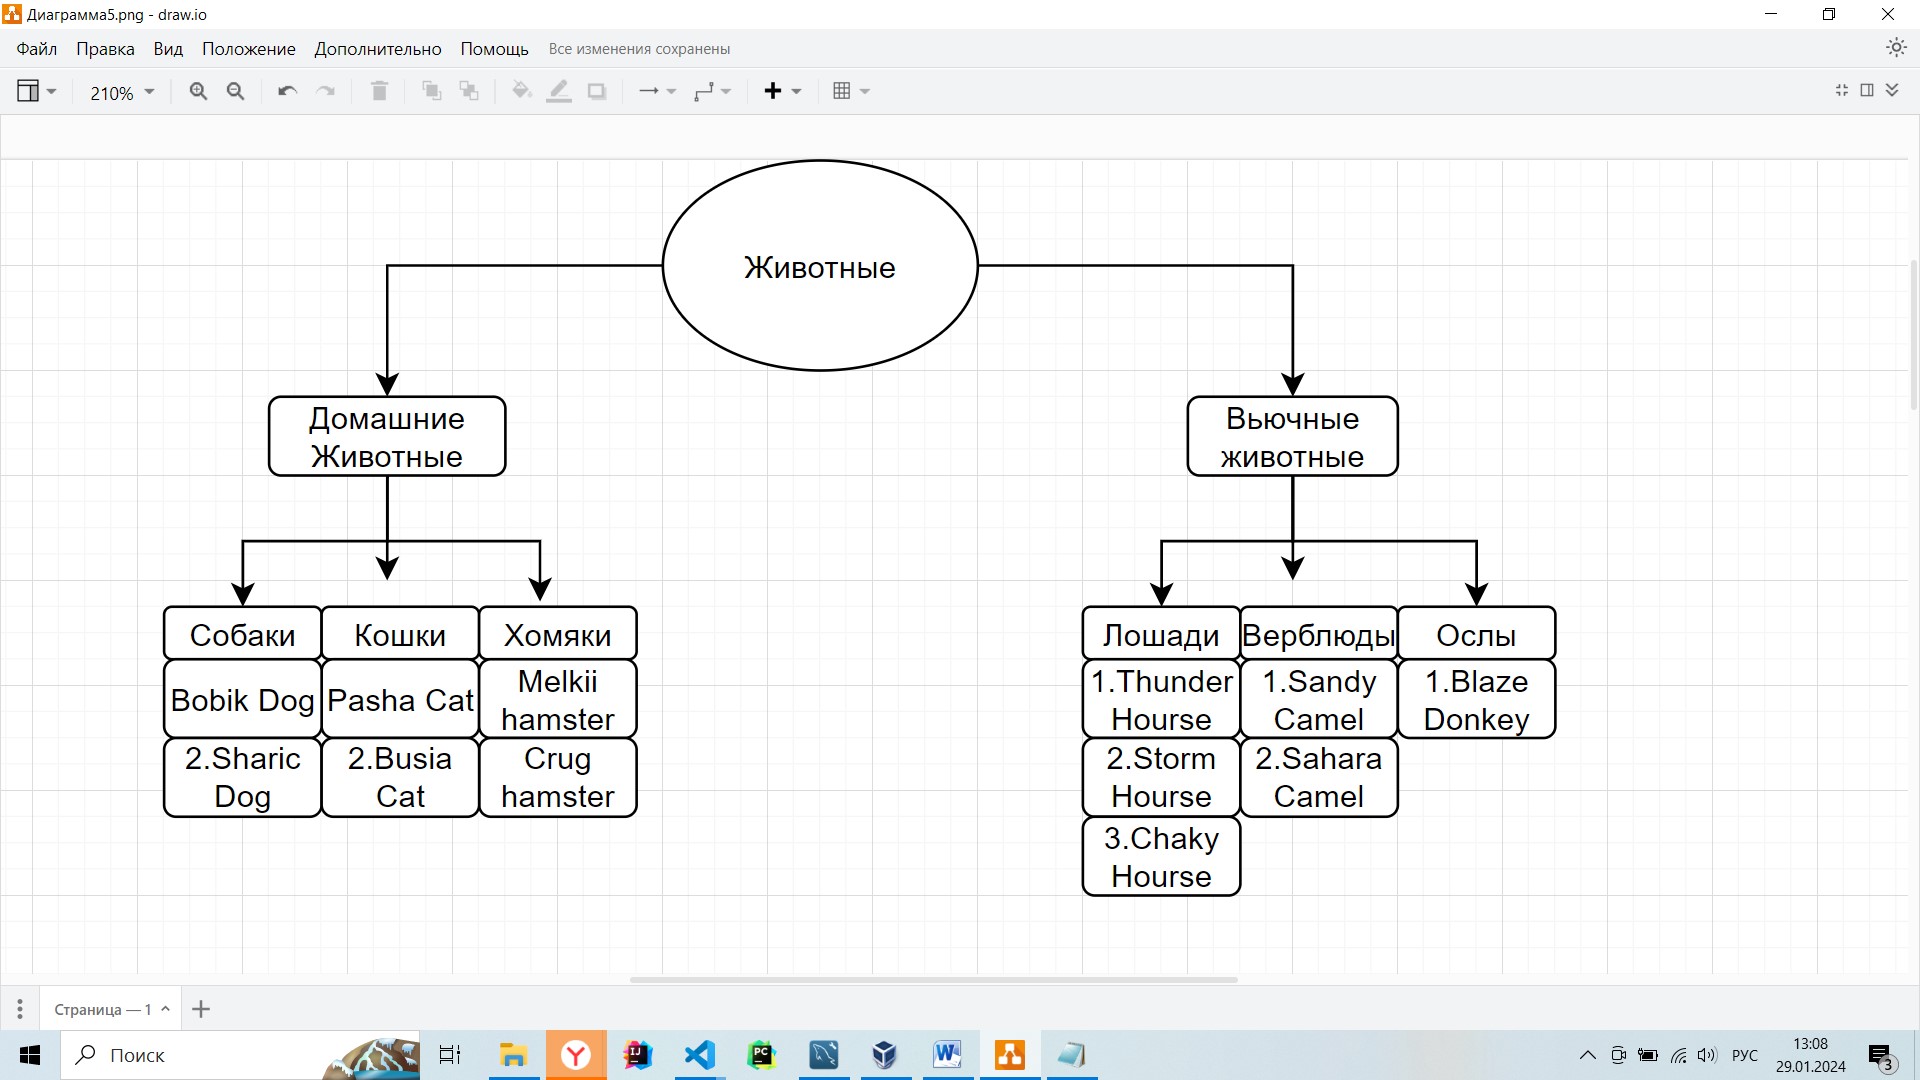 Диаграмма5.png - draw.io
Файл Правка Вид Положение Дополнительно Помощь Все изменения сохранены
210%
Животные
Домашние
Животные
Вьючные
животные
Собаки Кошки Хомяки
Лошади Верблюды Ослы
Bobik Dog
Pasha Cat
Melkii
hamster
1.Thunder
Hourse
1.Sandy
Camel
1.Blaze
Donkey
2.Sharic
Dog
2.Busia
Cat
Crug
hamster
2.Storm
Hourse
2.Sahara
Camel
3.Chaky
Hourse
Страница — 1
Поиск
IJ
PC
W
РУС
13:08
29.01.2024
3